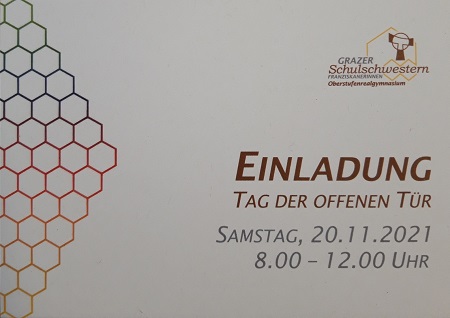 GRAZER
Schulschwestern
FRANZISKANERINNEN
Oberstufenrealgymnasium
EINLADUNG
TAG DER OFFENEN TÜR
SAMSTAG, 20.11.2021
8.00 – 12.00 UHR